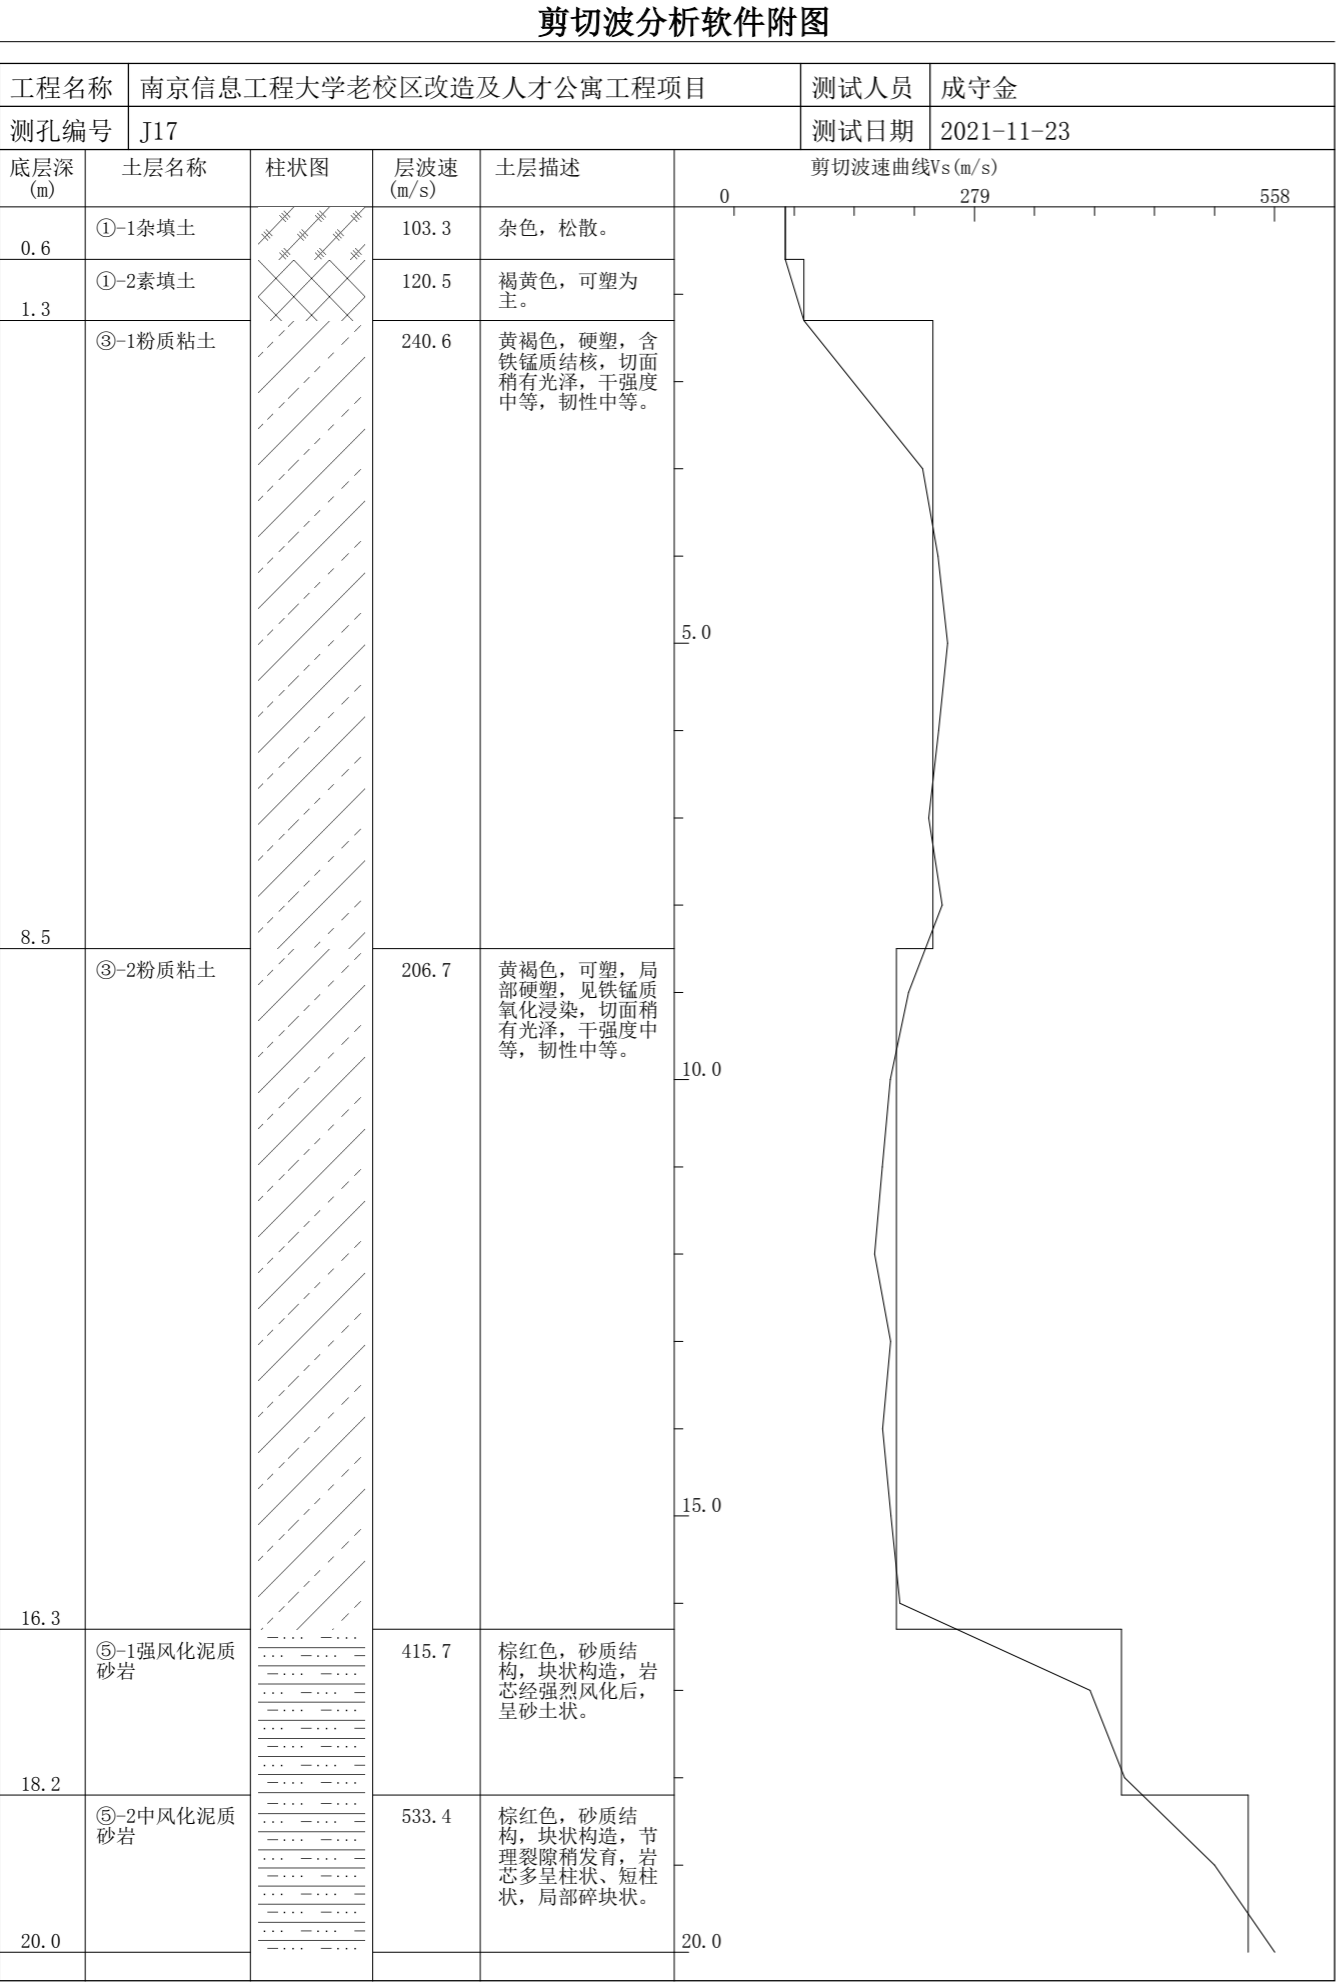 剪切波分析软件附图
工程名称 南京信息工程大学老校区改造及人才公寓工程项目 测试人员 成守金
测孔编号 J17 测试日期 2021-11-23
底层深 土层名称 柱状图 层波速 土层描述 剪切波速曲线Vs(m/s)
(m) (m/s) 0 279 558
①-1杂填土 103.3 杂色，松散。
0.6
①-2素填土 120.5 褐黄色，可塑为
主。
1.3
③-1粉质粘土 240.6 黄褐色，硬塑，含
铁锰质结核，切面
稍有光泽，干强度
中等，韧性中等。
5.0
8.5
③-2粉质粘土 206.7 黄褐色，可塑，局
部硬塑，见铁锰质
氧化浸染，切面稍
有光泽，干强度中
等，韧性中等。
10.0
15.0
16.3
⑤-1强风化泥质 415.7 棕红色，砂质结
砂岩 构，块状构造，岩
芯经强烈风化后，
呈砂土状。
18.2
⑤-2中风化泥质 533.4 棕红色，砂质结
砂岩 构，块状构造，节
理裂隙稍发育，岩
芯多呈柱状、短柱
状，局部碎块状。
20.0 20.0